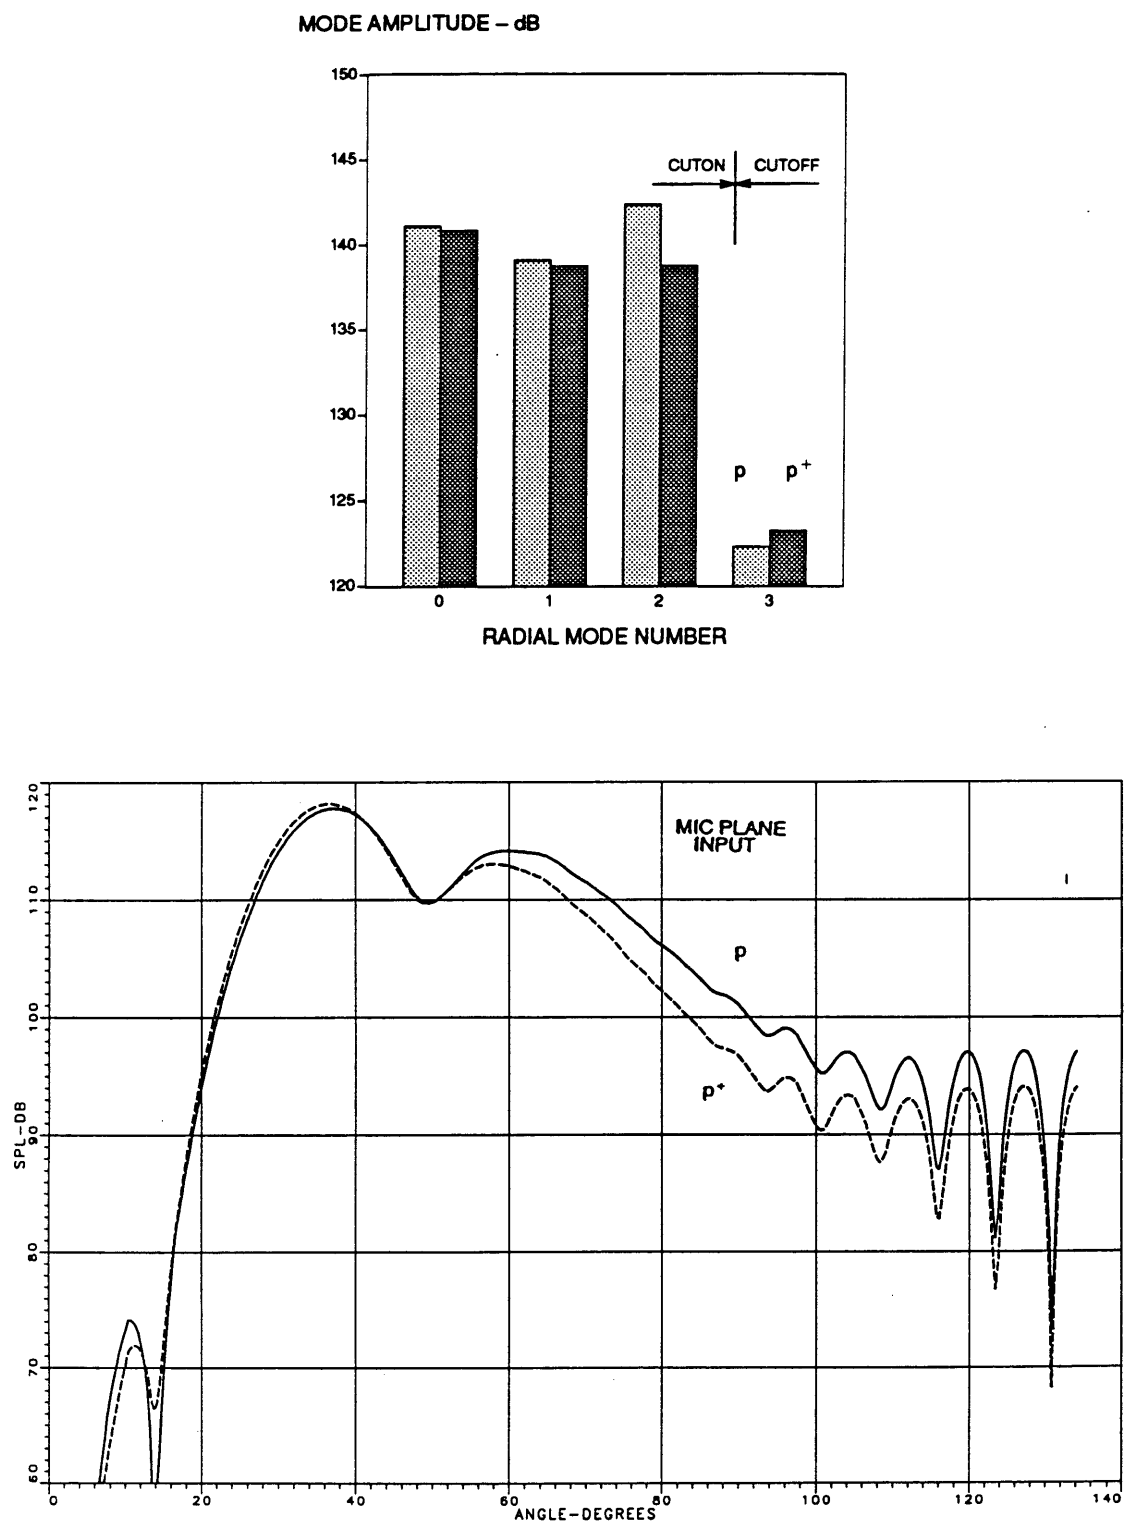 MODE AMPLITUDE – dB
150
145
CUTON
CUTOFF
140
135
130
p
p+
125
120
0
1
2
3
RADIAL MODE NUMBER
120
MIC PLANE
INPUT
110
p
100
p+
SPL-DB
90
80
70
60
0
20
40
60
80
100
120
140
ANGLE-DEGREES